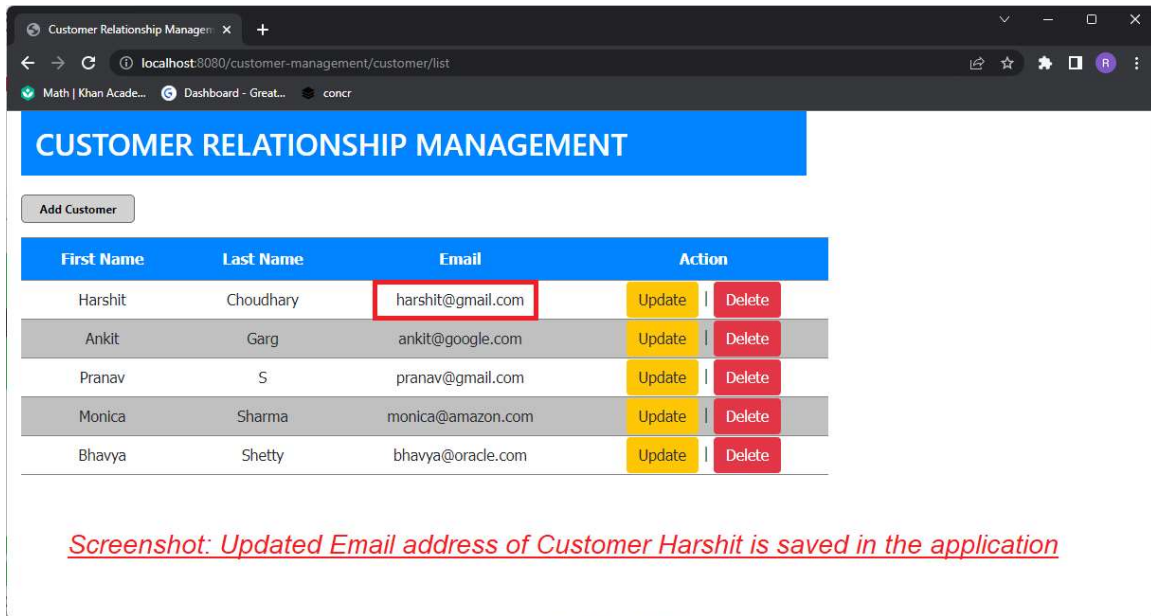 Customer Relationship Managem
localhost:8080/customer-management/customer/list
R
Math | Khan Acade...
Dashboard - Great...
concr
CUSTOMER RELATIONSHIP MANAGEMENT
Add Customer
First Name Last Name Email Action
Harshit Choudhary harshit@gmail.com Update | Delete
Ankit Garg ankit@google.com Update | Delete
Pranav S pranav@gmail.com Update | Delete
Monica Sharma monica@amazon.com Update | Delete
Bhavya Shetty bhavya@oracle.com Update | Delete
Screenshot: Updated Email address of Customer Harshit is saved in the application